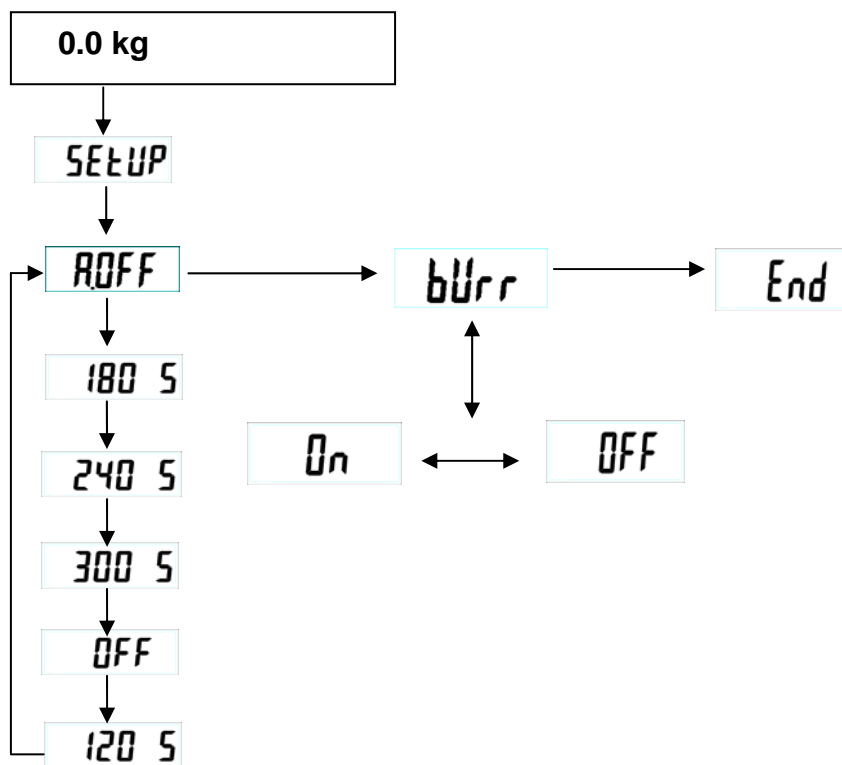 0.0 kg
SEtUP
A.OFF
bUrr
End
180 S
240 S
On
OFF
300 S
OFF
120 S